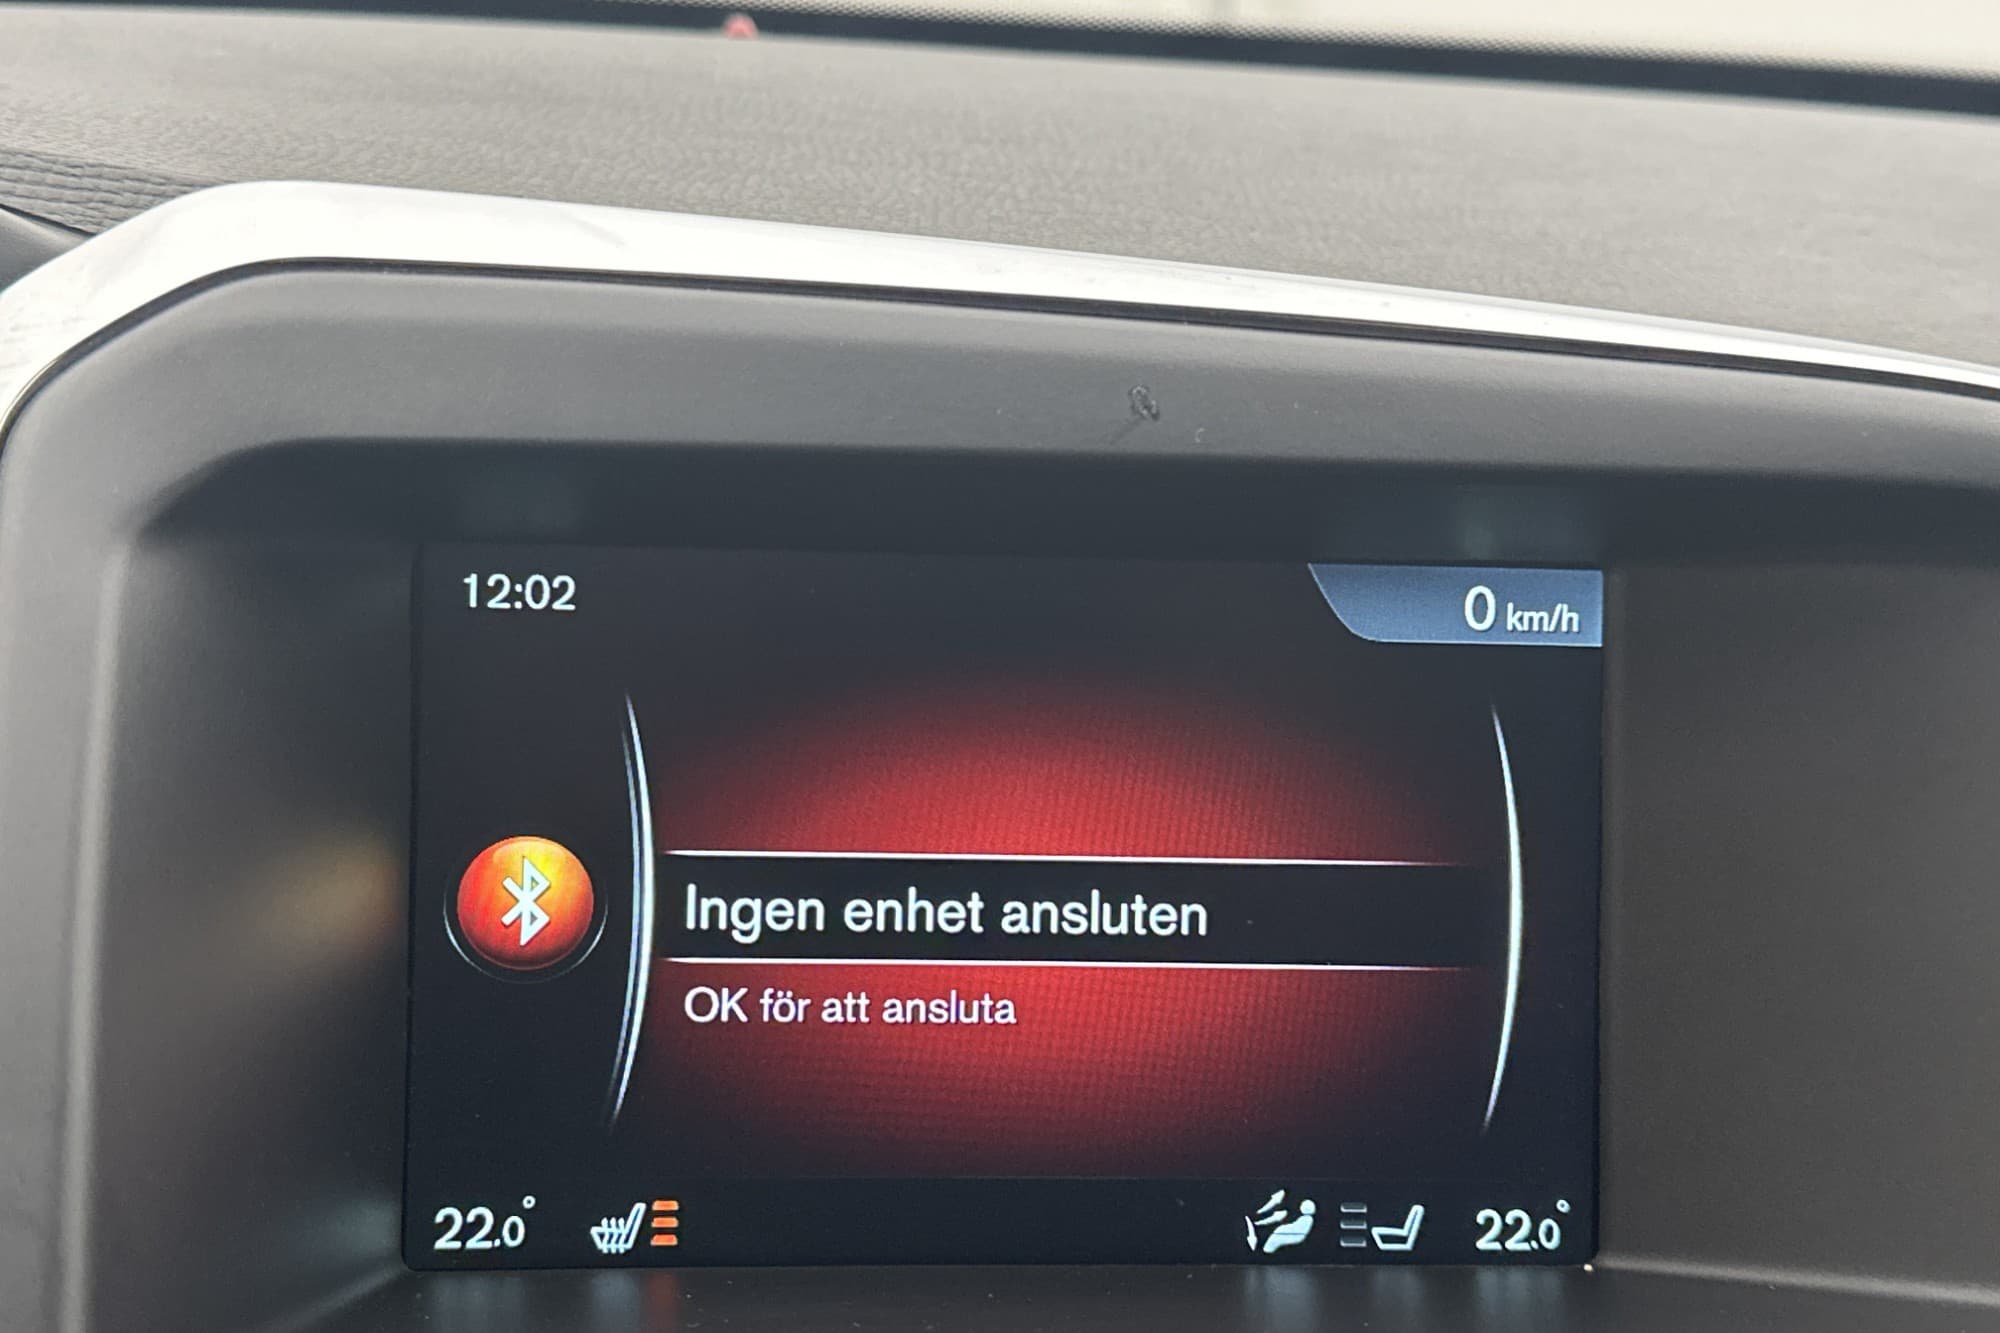 12:02
0 km/h
Ingen enhet ansluten
OK för att ansluta
22.0° 22.0°